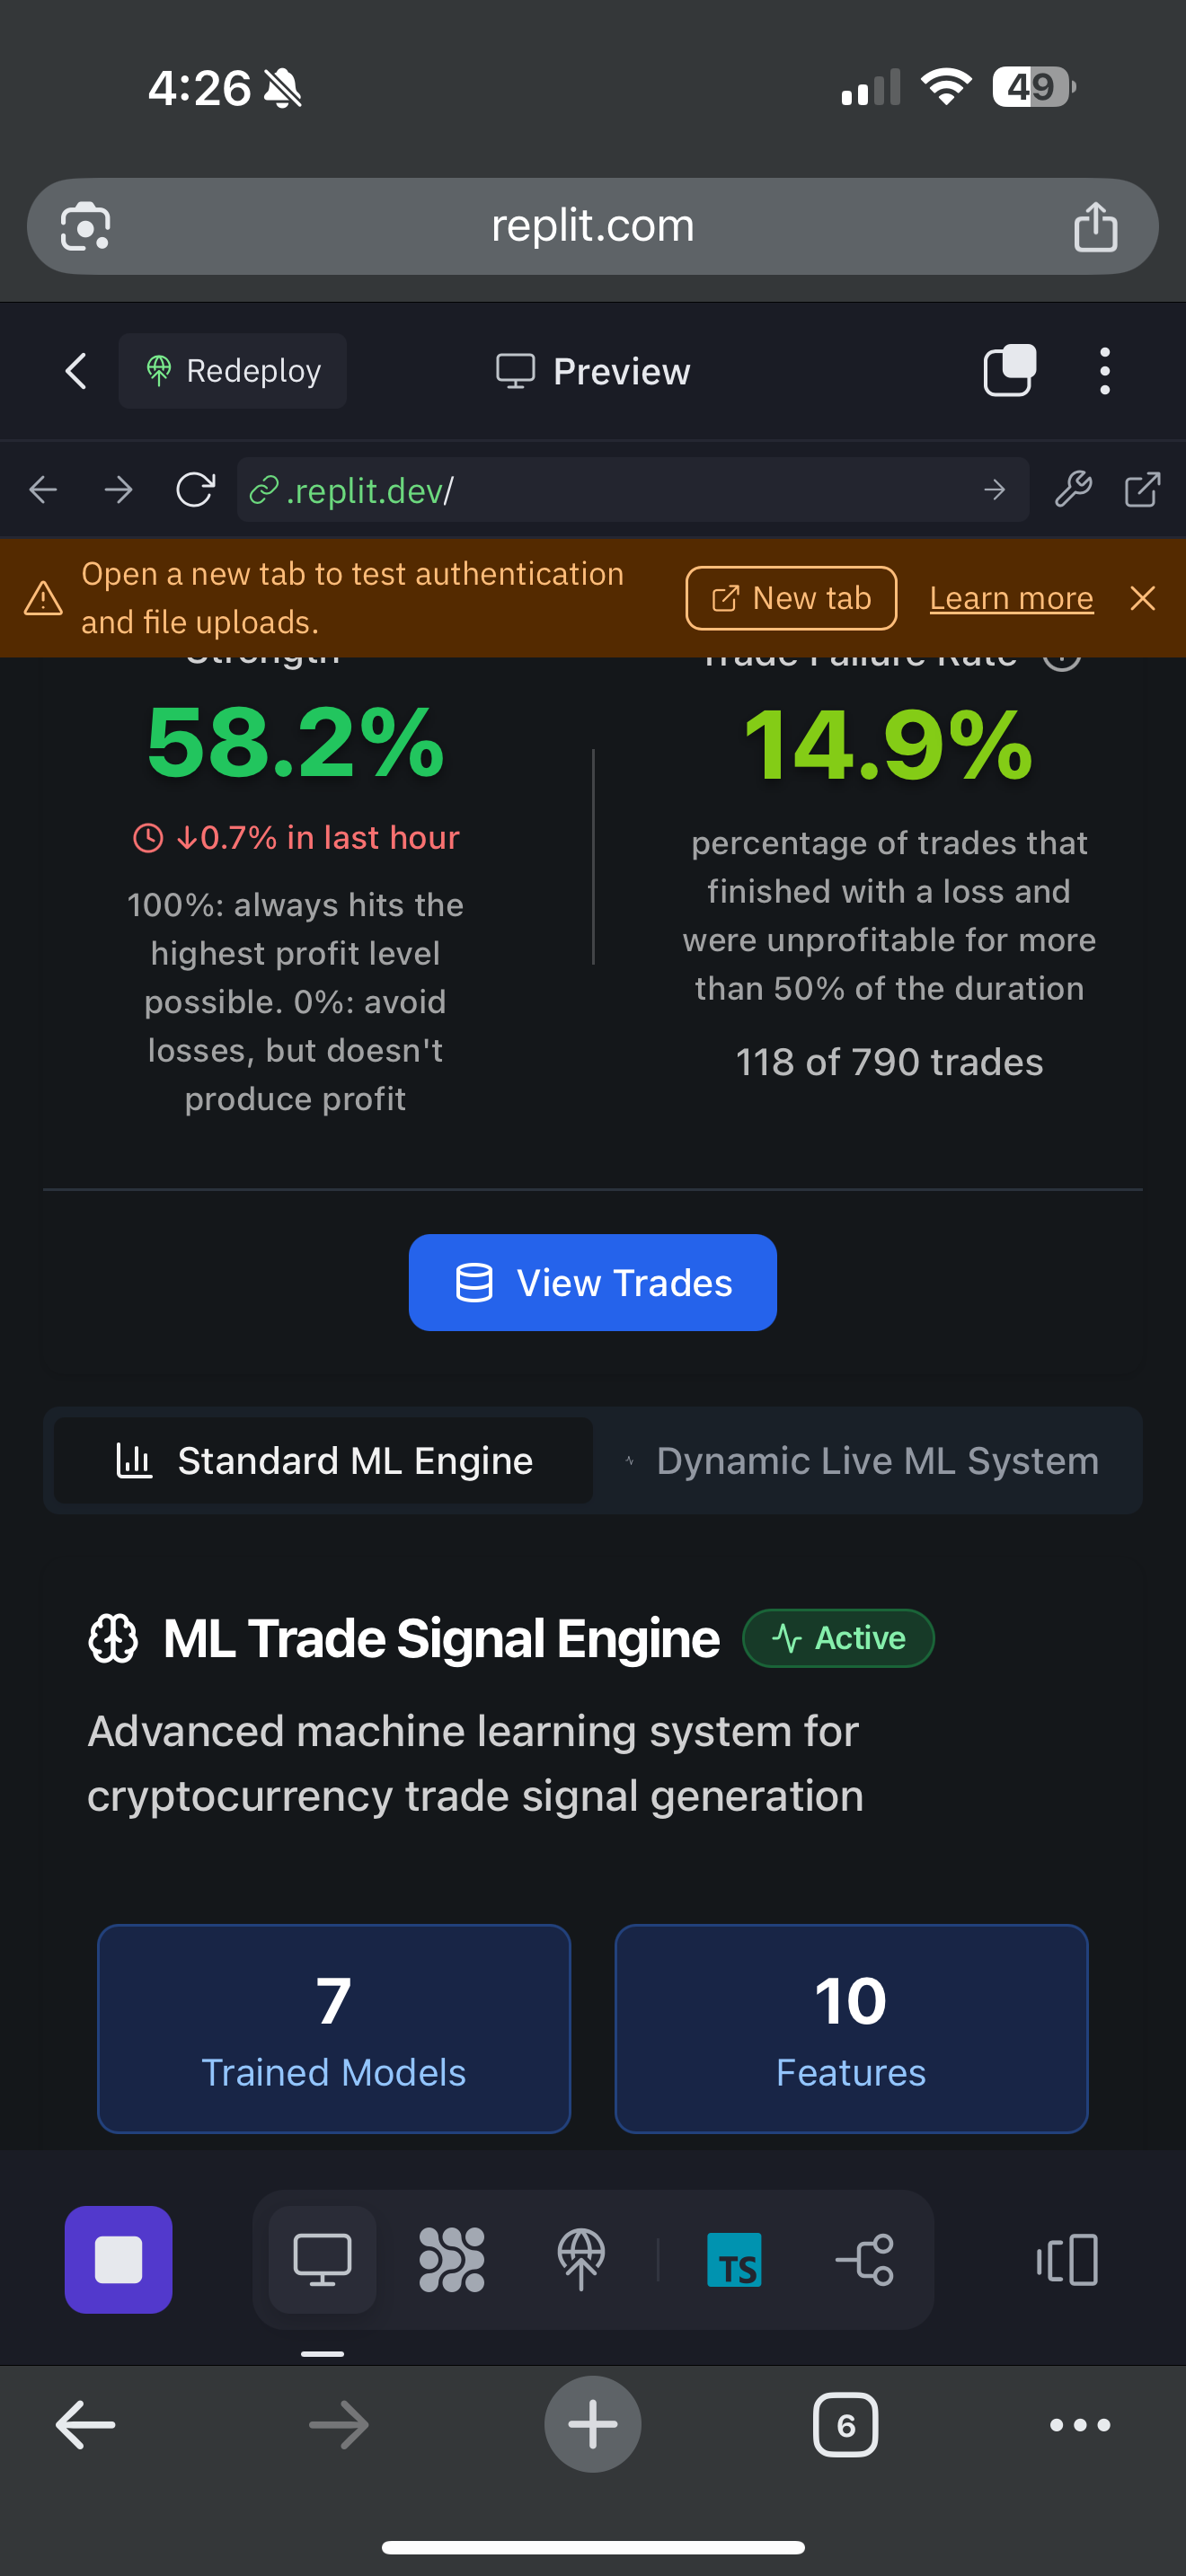 4:26
49
replit.com
Redeploy
Preview
.replit.dev/
Open a new tab to test authentication
and file uploads.
New tab
Learn more
Strength
58.2%
↓0.7% in last hour
100%: always hits the
highest profit level
possible. 0%: avoid
losses, but doesn't
produce profit
Trade Failure Rate
14.9%
percentage of trades that
finished with a loss and
were unprofitable for more
than 50% of the duration
118 of 790 trades
View Trades
Standard ML Engine
Dynamic Live ML System
ML Trade Signal Engine
Active
Advanced machine learning system for
cryptocurrency trade signal generation
7
Trained Models
10
Features
TS
6